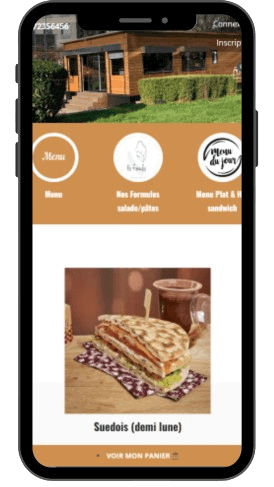 72356456
Conne
Inscrip
Menu
menu du jour
Menu
Nos Formules
salade/pâtes
Menu Plat & H
sandwich
Suedois (demi lune)
VOIR MON PANIER